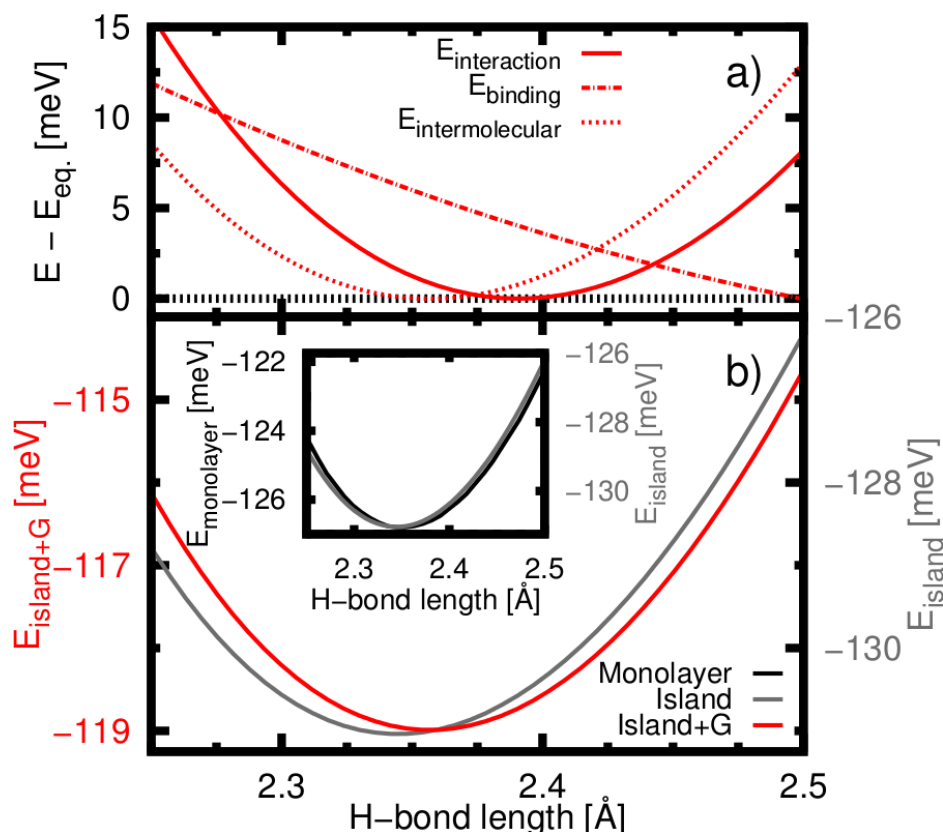 15
10
5
0
E − E_eq. [meV]
E_interaction
E_binding
E_intermolecular
a)
−115
−117
−119
E_island+G [meV]
−126
−128
−130
E_island [meV]
b)
−122
−124
−126
E_monolayer [meV]
−126
−128
−130
E_island [meV]
2.3 2.4 2.5
H−bond length [Å]
Monolayer
Island
Island+G
2.3 2.4 2.5
H−bond length [Å]